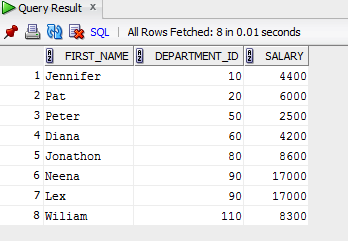 Query Result x
SQL | All Rows Fetched: 8 in 0.01 seconds
FIRST_NAME DEPARTMENT_ID SALARY
1 Jennifer 10 4400
2 Pat 20 6000
3 Peter 50 2500
4 Diana 60 4200
5 Jonathon 80 8600
6 Neena 90 17000
7 Lex 90 17000
8 Wiliam 110 8300